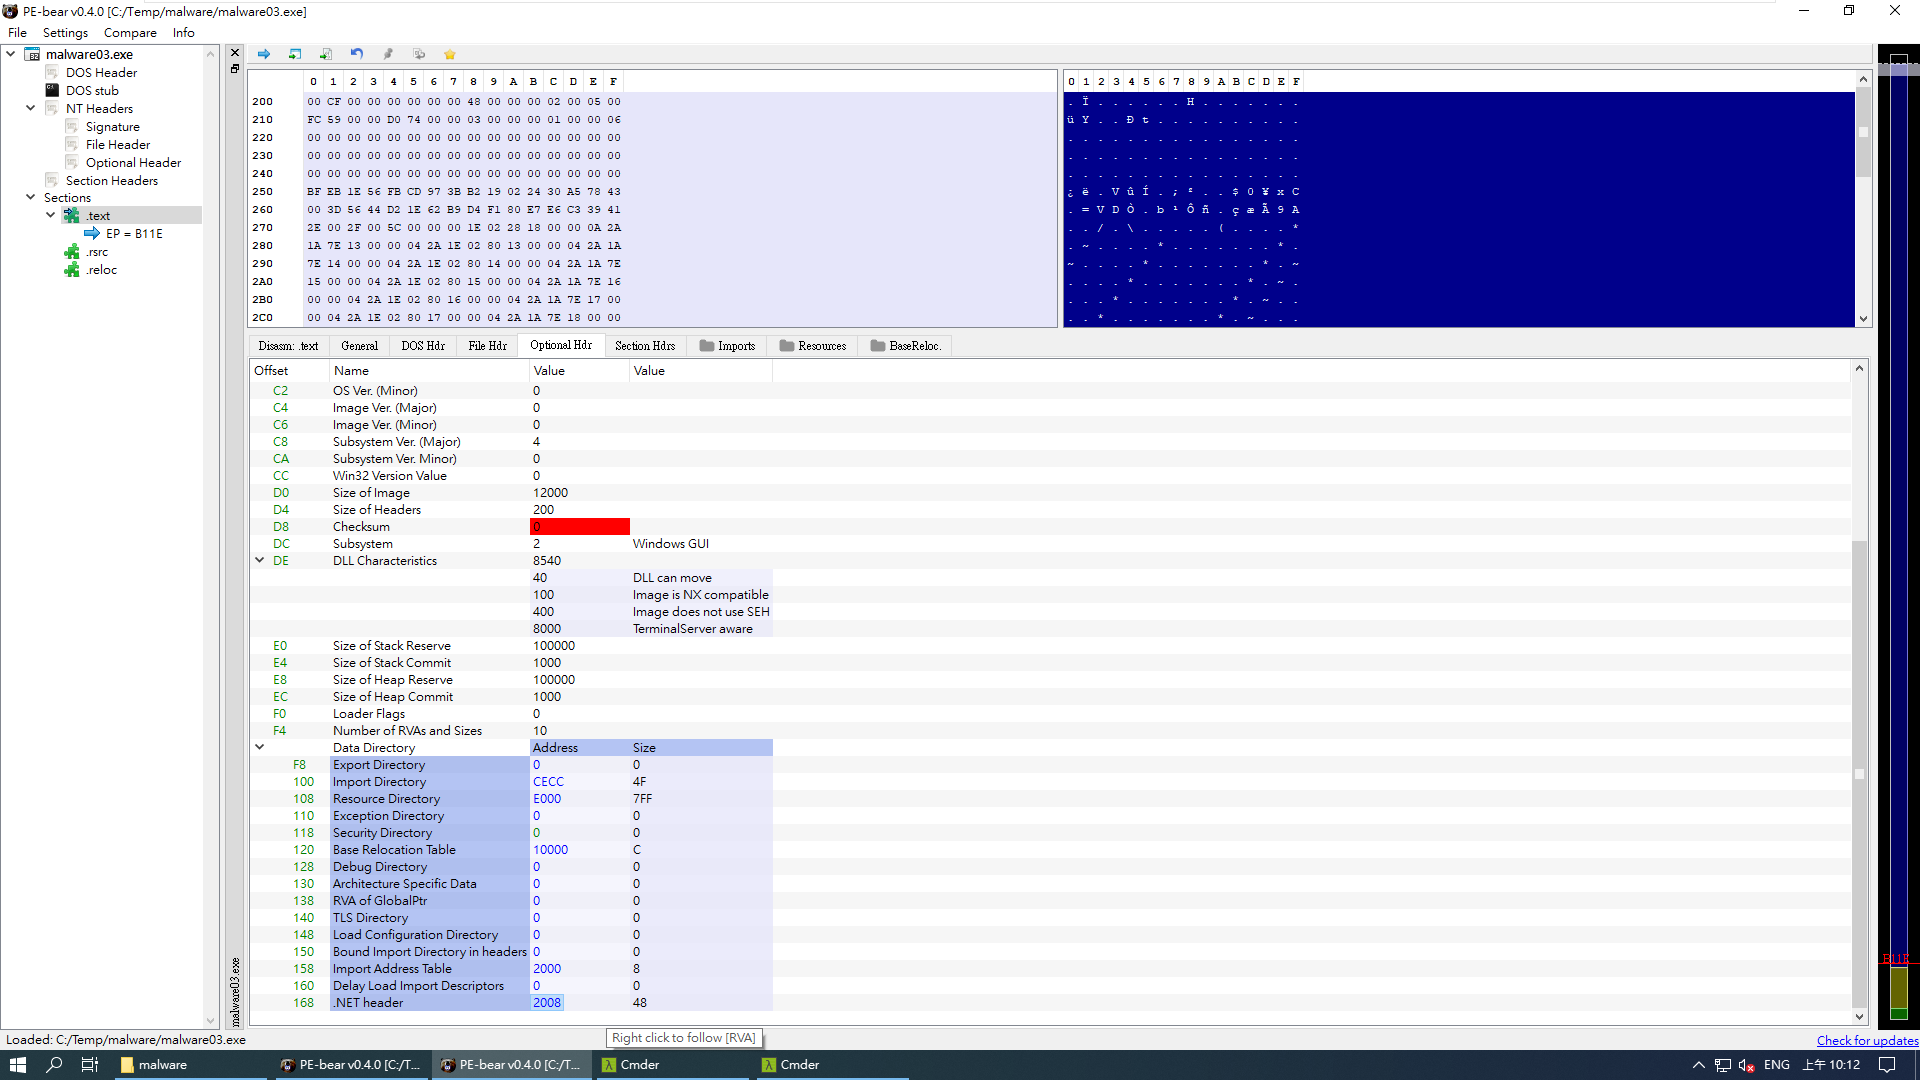 PE-bear v0.4.0 [C:/Temp/malware/malware03.exe]
File Settings Compare Info
malware03.exe
DOS Header
DOS stub
NT Headers
Signature
File Header
Optional Header
Section Headers
Sections
.text
EP = B11E
.rsrc
.reloc
malware03.exe
0 1 2 3 4 5 6 7 8 9 A B C D E F
200 00 CF 00 00 00 00 00 00 48 00 00 00 02 00 05 00
210 FC 59 00 00 D0 74 00 00 03 00 00 00 01 00 00 06
220 00 00 00 00 00 00 00 00 00 00 00 00 00 00 00 00
230 00 00 00 00 00 00 00 00 00 00 00 00 00 00 00 00
240 00 00 00 00 00 00 00 00 00 00 00 00 00 00 00 00
250 BF EB 1E 56 FB CD 97 3B B2 19 02 24 30 A5 78 43
260 00 3D 56 44 D2 1E 62 B9 D4 F1 80 E7 E6 C3 39 41
270 2E 00 2F 00 5C 00 00 00 1E 02 28 18 00 00 0A 2A
280 1A 7E 13 00 00 04 2A 1E 02 80 13 00 00 04 2A 1A
290 7E 14 00 00 04 2A 1E 02 80 14 00 00 04 2A 1A 7E
2A0 15 00 00 04 2A 1E 02 80 15 00 00 04 2A 1A 7E 16
2B0 00 00 04 2A 1E 02 80 16 00 00 04 2A 1A 7E 17 00
2C0 00 04 2A 1E 02 80 17 00 00 04 2A 1A 7E 18 00 00
0 1 2 3 4 5 6 7 8 9 A B C D E F
. Ï . . . . . . H . . . . . . .
ü Y . . Ð t . . . . . . . . . .
. . . . . . . . . . . . . . . .
. . . . . . . . . . . . . . . .
. . . . . . . . . . . . . . . .
¿ ë . V û Í . ; ² . . $ 0 ¥ x C
. = V D Ò . b ¹ Ô ñ . ç æ Ã 9 A
. . / . \ . . . . . ( . . . . *
. ~ . . . . * . . . . . . . * .
~ . . . . * . . . . . . . * . ~
. . . . * . . . . . . . * . ~ .
. . . * . . . . . . . * . ~ . .
. . * . . . . . . . * . ~ . . .
Disasm: .text General DOS Hdr File Hdr Optional Hdr Section Hdrs Imports Resources BaseReloc.
Offset Name Value Value
C2 OS Ver. (Minor) 0
C4 Image Ver. (Major) 0
C6 Image Ver. (Minor) 0
C8 Subsystem Ver. (Major) 4
CA Subsystem Ver. Minor) 0
CC Win32 Version Value 0
D0 Size of Image 12000
D4 Size of Headers 200
D8 Checksum 0
DC Subsystem 2 Windows GUI
DE DLL Characteristics 8540
40 DLL can move
100 Image is NX compatible
400 Image does not use SEH
8000 TerminalServer aware
E0 Size of Stack Reserve 100000
E4 Size of Stack Commit 1000
E8 Size of Heap Reserve 100000
EC Size of Heap Commit 1000
F0 Loader Flags 0
F4 Number of RVAs and Sizes 10
Data Directory Address Size
F8 Export Directory 0 0
100 Import Directory CECC 4F
108 Resource Directory E000 7FF
110 Exception Directory 0 0
118 Security Directory 0 0
120 Base Relocation Table 10000 C
128 Debug Directory 0 0
130 Architecture Specific Data 0 0
138 RVA of GlobalPtr 0 0
140 TLS Directory 0 0
148 Load Configuration Directory 0 0
150 Bound Import Directory in headers 0 0
158 Import Address Table 2000 8
160 Delay Load Import Descriptors 0 0
168 .NET header 2008 48
B11E
Right click to follow [RVA]
Loaded: C:/Temp/malware/malware03.exe
Check for updates
malware PE-bear v0.4.0 [C:/T... PE-bear v0.4.0 [C:/T... Cmder Cmder ENG 上午 10:12